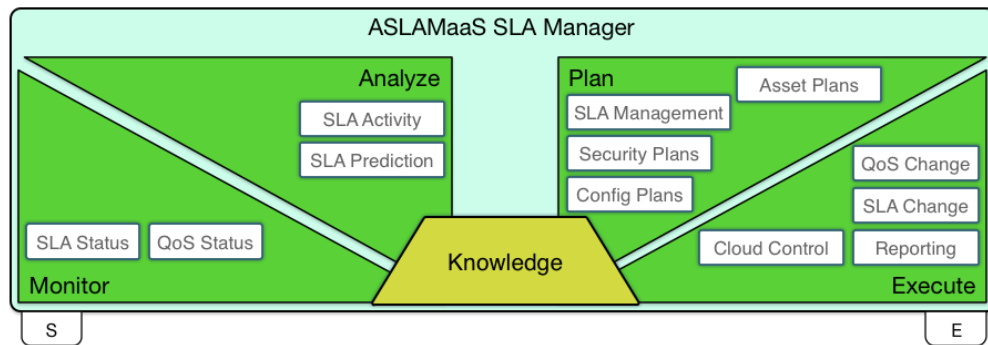 ASLAMaaS SLA Manager
Analyze
SLA Activity
SLA Prediction
Plan
Asset Plans
SLA Management
Security Plans
Config Plans
QoS Change
SLA Change
Cloud Control
Reporting
SLA Status
QoS Status
Knowledge
Monitor
Execute
S
E